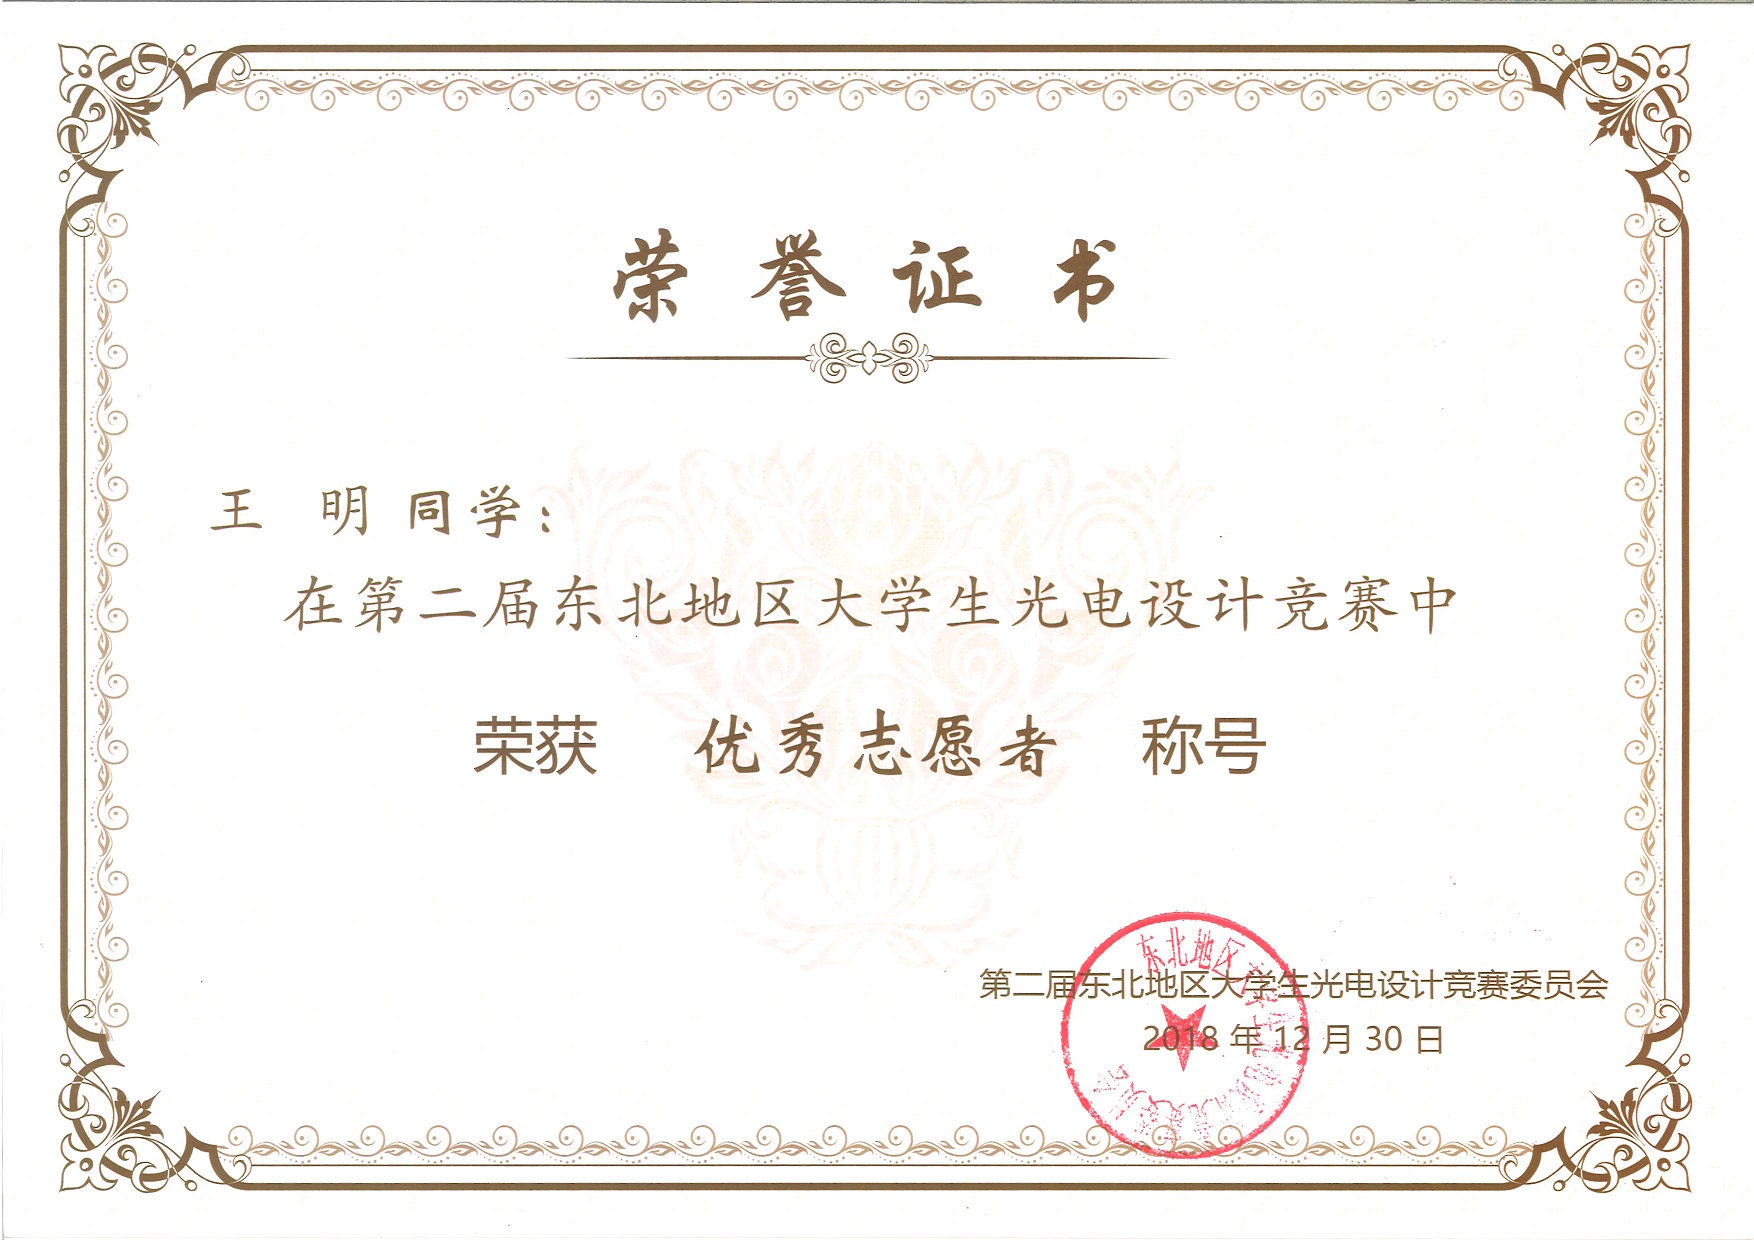 荣誉证书
王 明 同学：
在第二届东北地区大学生光电设计竞赛中
荣获 优秀志愿者 称号
第二届东北地区大学生光电设计竞赛委员会
2018 年 12 月 30 日
东北地区